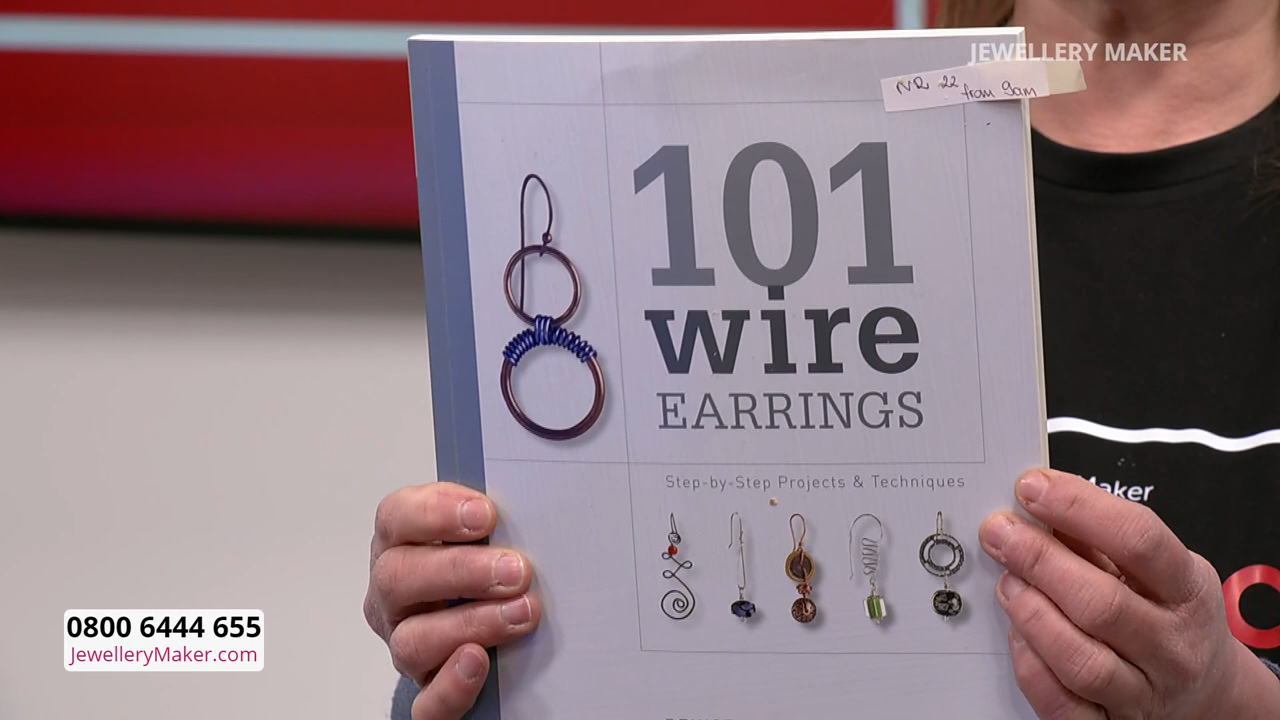 JEWELLERY MAKER
NR 22 from 9am
101
wire
EARRINGS
Step-by-Step Projects & Techniques
Maker
0800 6444 655
JewelleryMaker.com